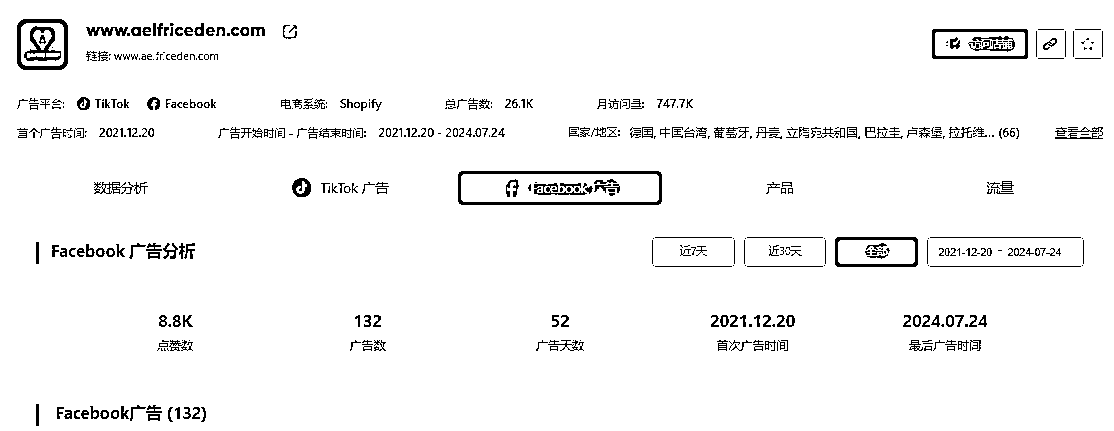 www.aelfriceden.com
链接: www.aelfriceden.com
访问店铺
广告平台: TikTok Facebook 电商系统: Shopify 总广告数: 26.1K 月访问量: 747.7K
首个广告时间: 2021.12.20 广告开始时间 - 广告结束时间: 2021.12.20 - 2024.07.24 国家/地区: 德国, 中国台湾, 葡萄牙, 丹麦, 立陶宛共和国, 巴拉圭, 卢森堡, 拉托维... (66) 查看全部
数据分析 TikTok 广告 Facebook 广告 产品 流量
Facebook 广告分析 近7天 近30天 全部 2021-12-20 - 2024-07-24
8.8K 132 52 2021.12.20 2024.07.24
点赞数 广告数 广告天数 首次广告时间 最后广告时间
Facebook广告 (132)